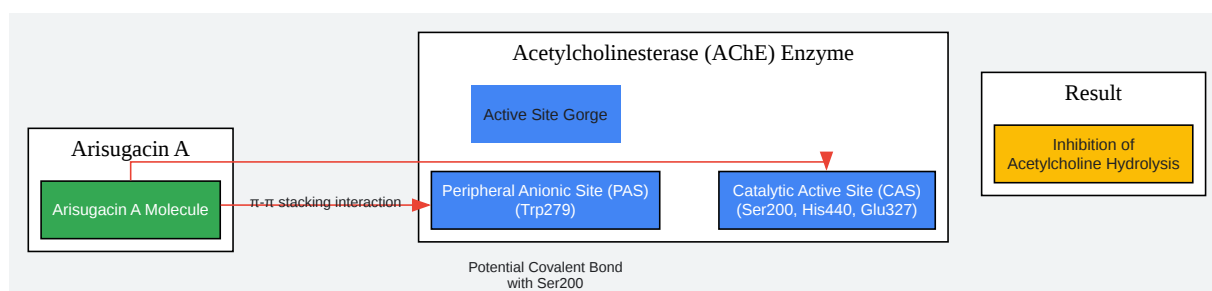 Arisugacin A
Arisugacin A Molecule
π-π stacking interaction
Acetylcholinesterase (AChE) Enzyme
Active Site Gorge
Peripheral Anionic Site (PAS)
(Trp279)
Catalytic Active Site (CAS)
(Ser200, His440, Glu327)
Potential Covalent Bond
with Ser200
Result
Inhibition of
Acetylcholine Hydrolysis